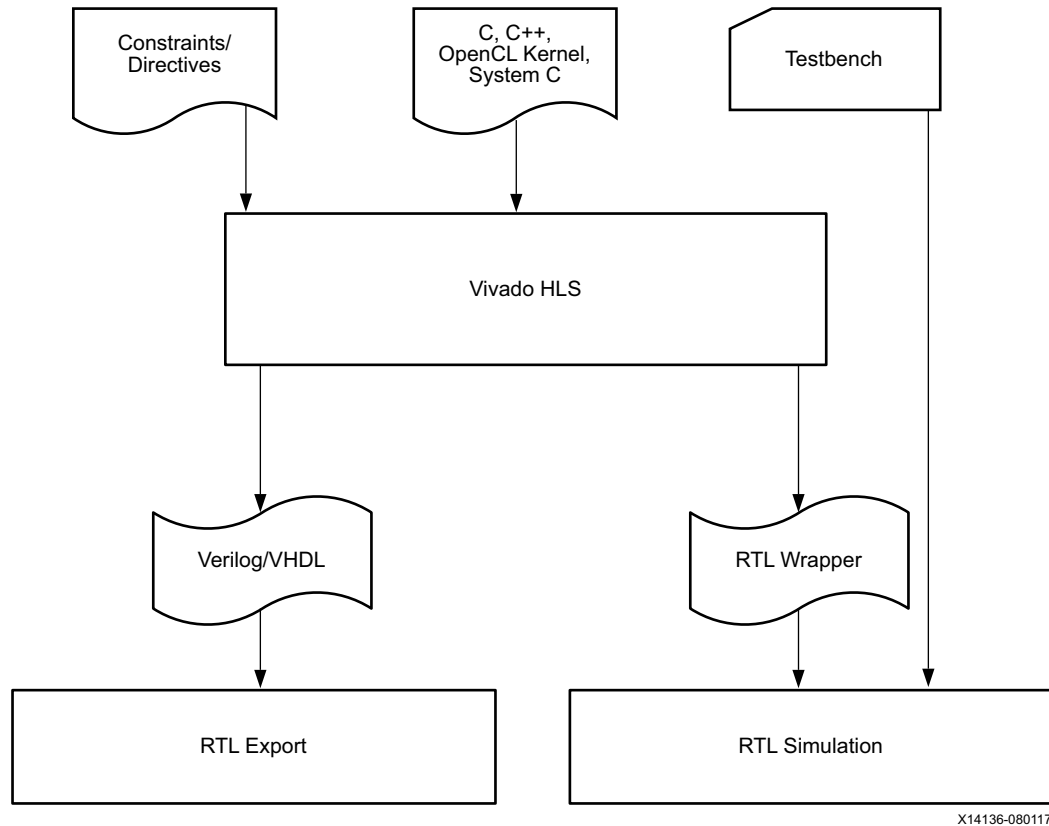 Constraints/
Directives
C, C++,
OpenCL Kernel,
System C
Testbench
Vivado HLS
Verilog/VHDL
RTL Wrapper
RTL Export
RTL Simulation
X14136-080117